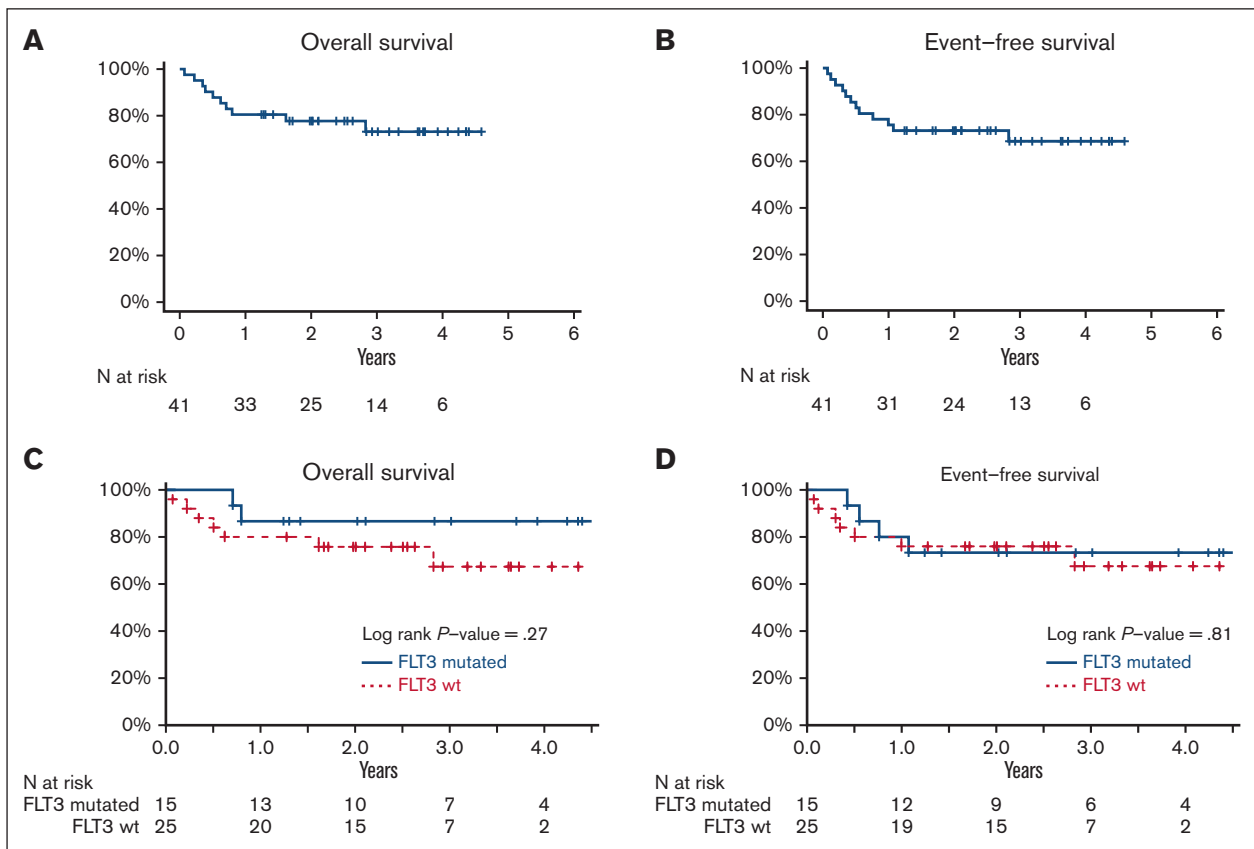 A
Overall survival
100%
80%
60%
40%
20%
0%
0 1 2 3 4 5 6
Years
N at risk
41 33 25 14 6
B
Event–free survival
100%
80%
60%
40%
20%
0%
0 1 2 3 4 5 6
Years
N at risk
41 31 24 13 6
C
Overall survival
100%
80%
60%
40%
20%
0%
Log rank P–value = .27
FLT3 mutated
FLT3 wt
0.0 1.0 2.0 3.0 4.0
Years
N at risk
FLT3 mutated 15 13 10 7 4
FLT3 wt 25 20 15 7 2
D
Event–free survival
100%
80%
60%
40%
20%
0%
Log rank P–value = .81
FLT3 mutated
FLT3 wt
0.0 1.0 2.0 3.0 4.0
Years
N at risk
FLT3 mutated 15 12 9 6 4
FLT3 wt 25 19 15 7 2